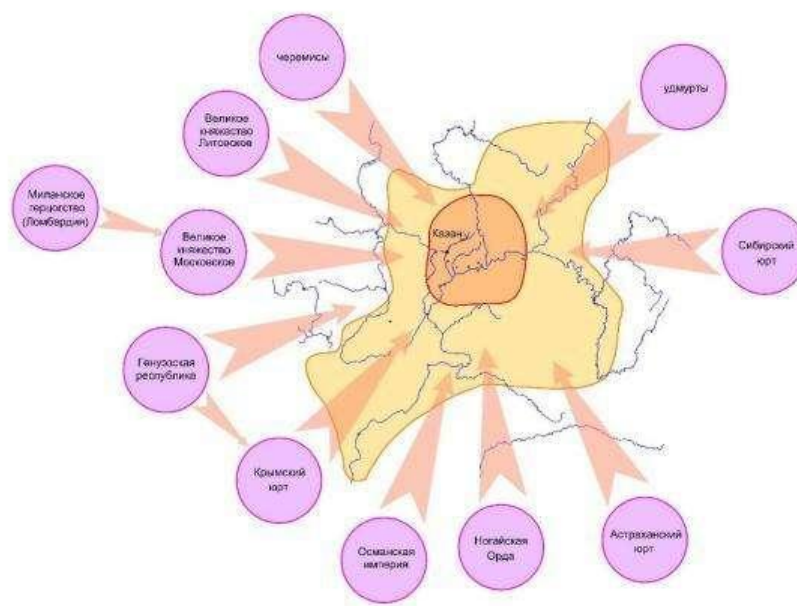 черемисы
удмурты
Великое
княжество
Литовское
Миланское
герцогство
(Ломбардия)
Великое
княжество
Московское
Казань
Сибирский
юрт
Генуэзская
республика
Крымский
юрт
Османская
империя
Ногайская
Орда
Астраханский
юрт